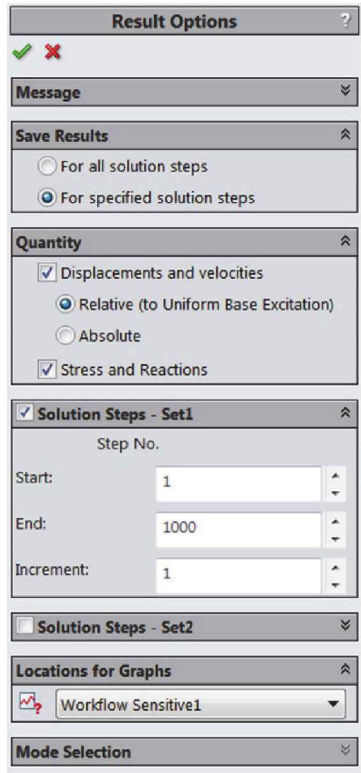 Result Options ?
Message
Save Results
For all solution steps
For specified solution steps
Quantity
Displacements and velocities
Relative (to Uniform Base Excitation)
Absolute
Stress and Reactions
Solution Steps - Set1
Step No.
Start: 1
End: 1000
Increment: 1
Solution Steps - Set2
Locations for Graphs
Workflow Sensitive1
Mode Selection